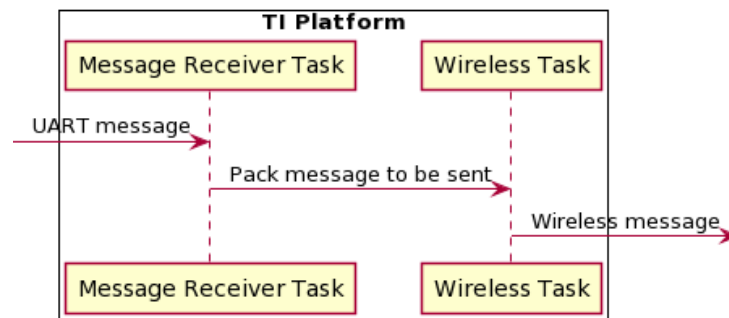 TI Platform
Message Receiver Task
Wireless Task
UART message
Pack message to be sent
Wireless message
Message Receiver Task
Wireless Task